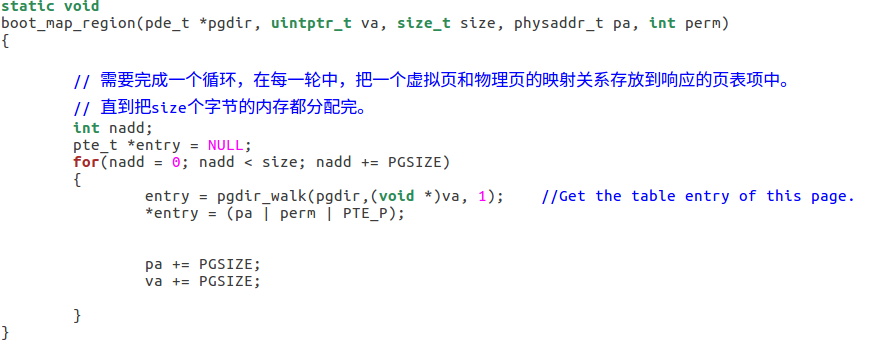 static void
boot_map_region(pde_t *pgdir, uintptr_t va, size_t size, physaddr_t pa, int perm)
{
// 需要完成一个循环，在每一轮中，把一个虚拟页和物理页的映射关系存放到响应的页表项中。
// 直到把size个字节的内存都分配完。
int nadd;
pte_t *entry = NULL;
for(nadd = 0; nadd < size; nadd += PGSIZE)
{
entry = pgdir_walk(pgdir,(void *)va, 1); //Get the table entry of this page.
*entry = (pa | perm | PTE_P);
pa += PGSIZE;
va += PGSIZE;
}
}